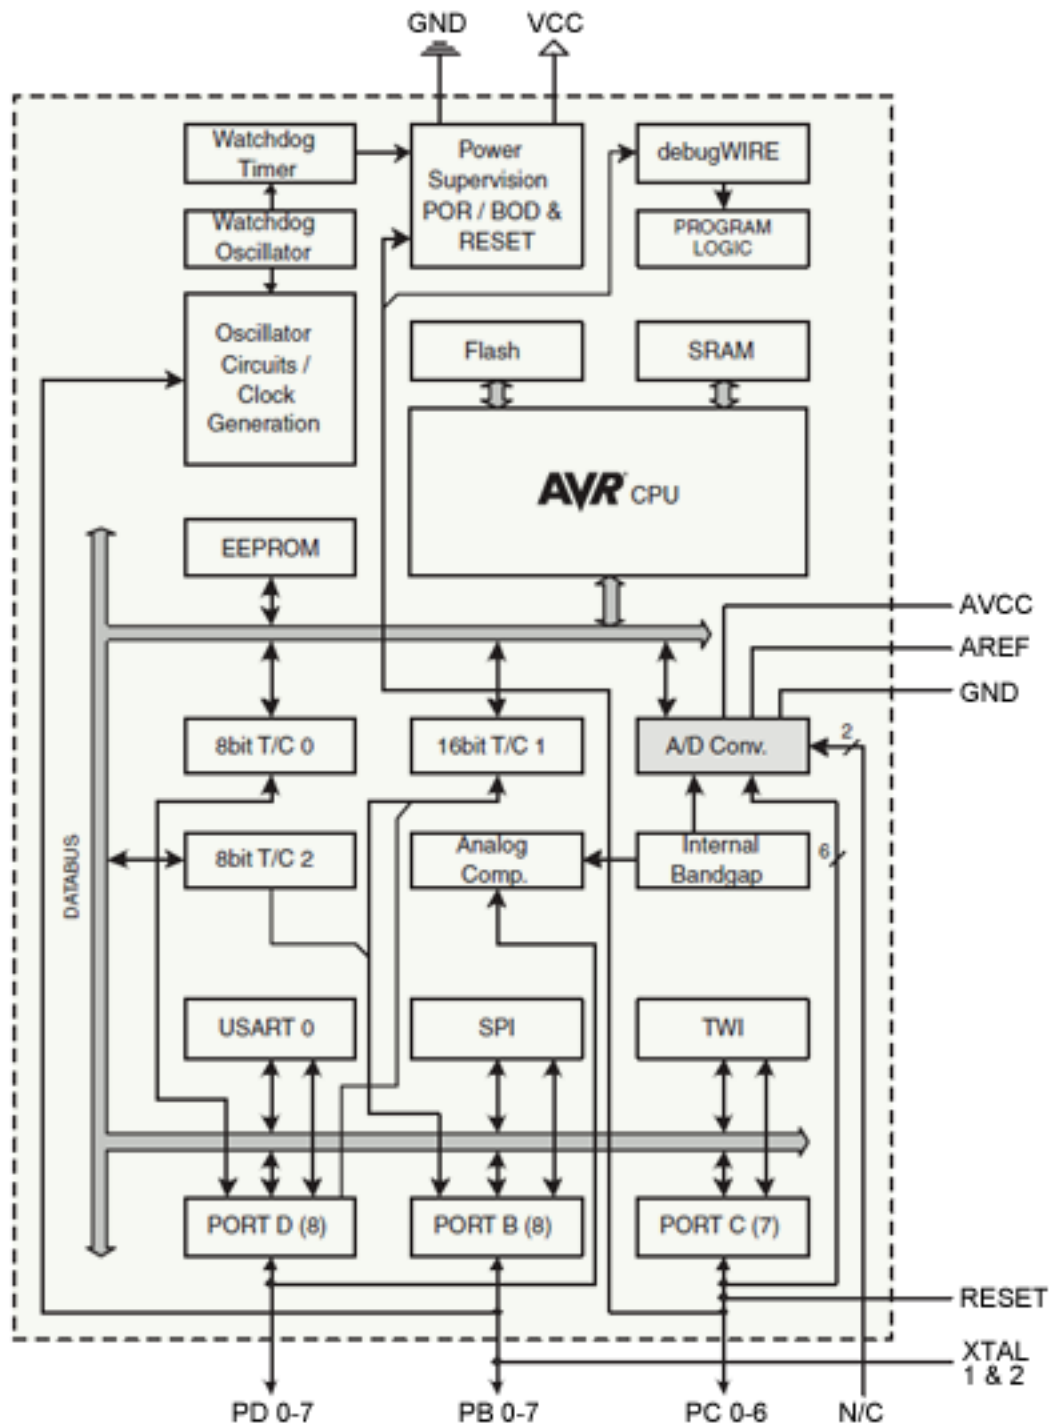 GND
VCC
Watchdog
Timer
Power
Supervision
POR / BOD &
RESET
debugWIRE
Watchdog
Oscillator
PROGRAM
LOGIC
Oscillator
Circuits /
Clock
Generation
Flash
SRAM
AVR CPU
EEPROM
AVCC
AREF
GND
8bit T/C 0
16bit T/C 1
A/D Conv.
2
8bit T/C 2
Analog
Comp.
Internal
Bandgap
6
DATABUS
USART 0
SPI
TWI
PORT D (8)
PORT B (8)
PORT C (7)
RESET
XTAL
1 & 2
PD 0-7
PB 0-7
PC 0-6
N/C